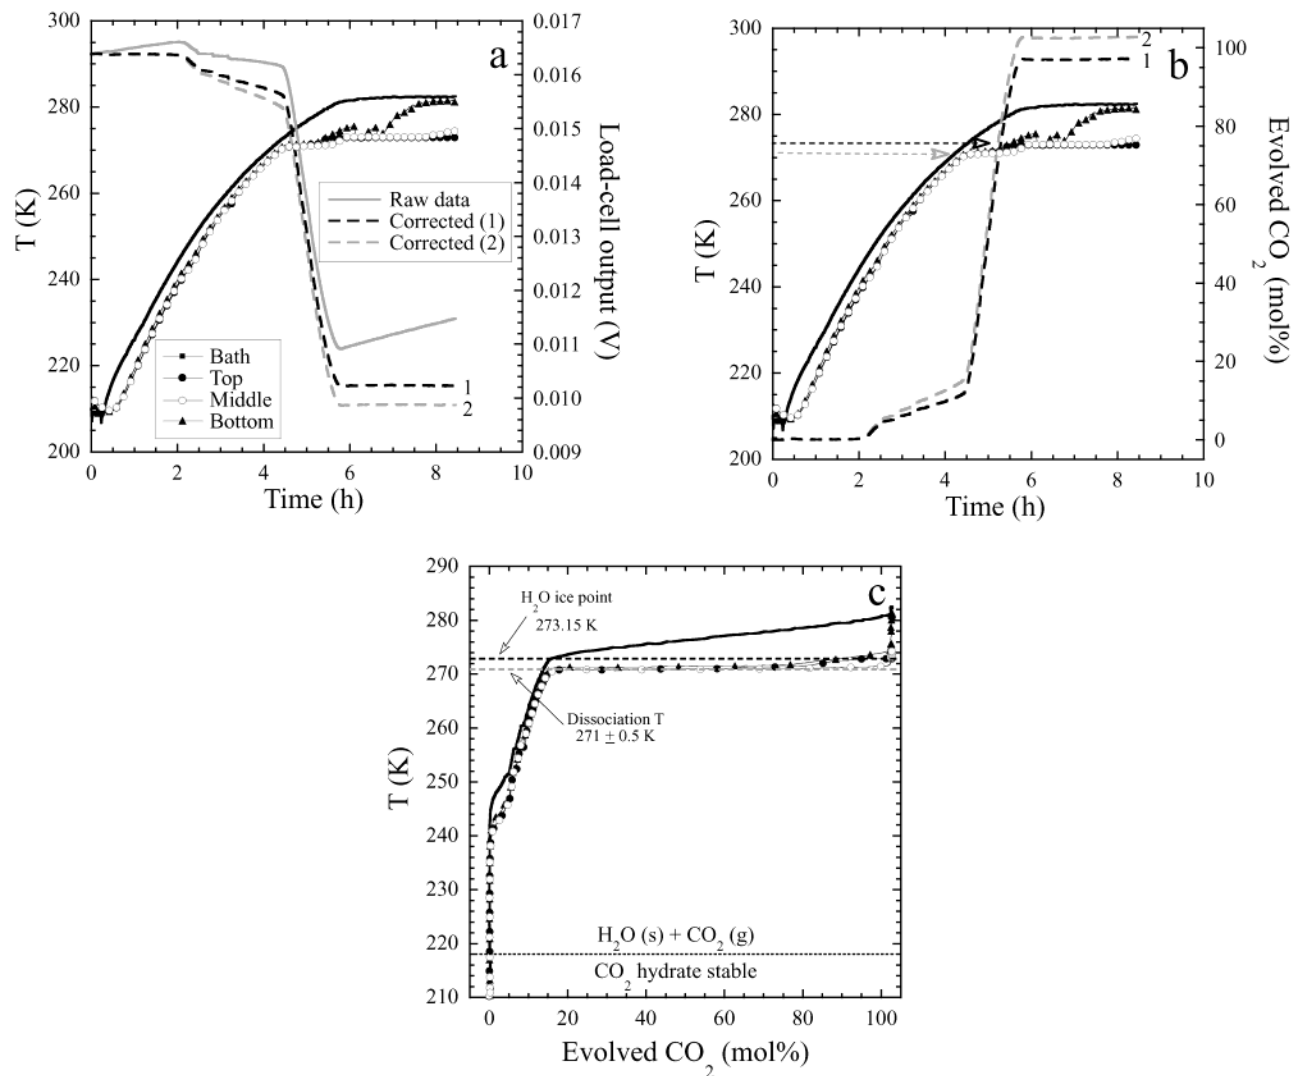 a
T (K)
300
290
280
270
260
250
240
230
220
210
200
0.017
0.016
0.015
0.014
0.013
0.012
0.011
0.010
0.009
Load-cell output (V)
Raw data
Corrected (1)
Corrected (2)
Bath
Top
Middle
Bottom
1
2
0 2 4 6 8 10
Time (h)
b
T (K)
300
290
280
270
260
250
240
230
220
210
200
100
80
60
40
20
0
Evolved CO2 (mol%)
2
1
0 2 4 6 8 10
Time (h)
c
T (K)
290
280
270
260
250
240
230
220
210
H2O ice point
273.15 K
Dissociation T
271 ± 0.5 K
H2O (s) + CO2 (g)
CO2 hydrate stable
0 20 40 60 80 100
Evolved CO2 (mol%)